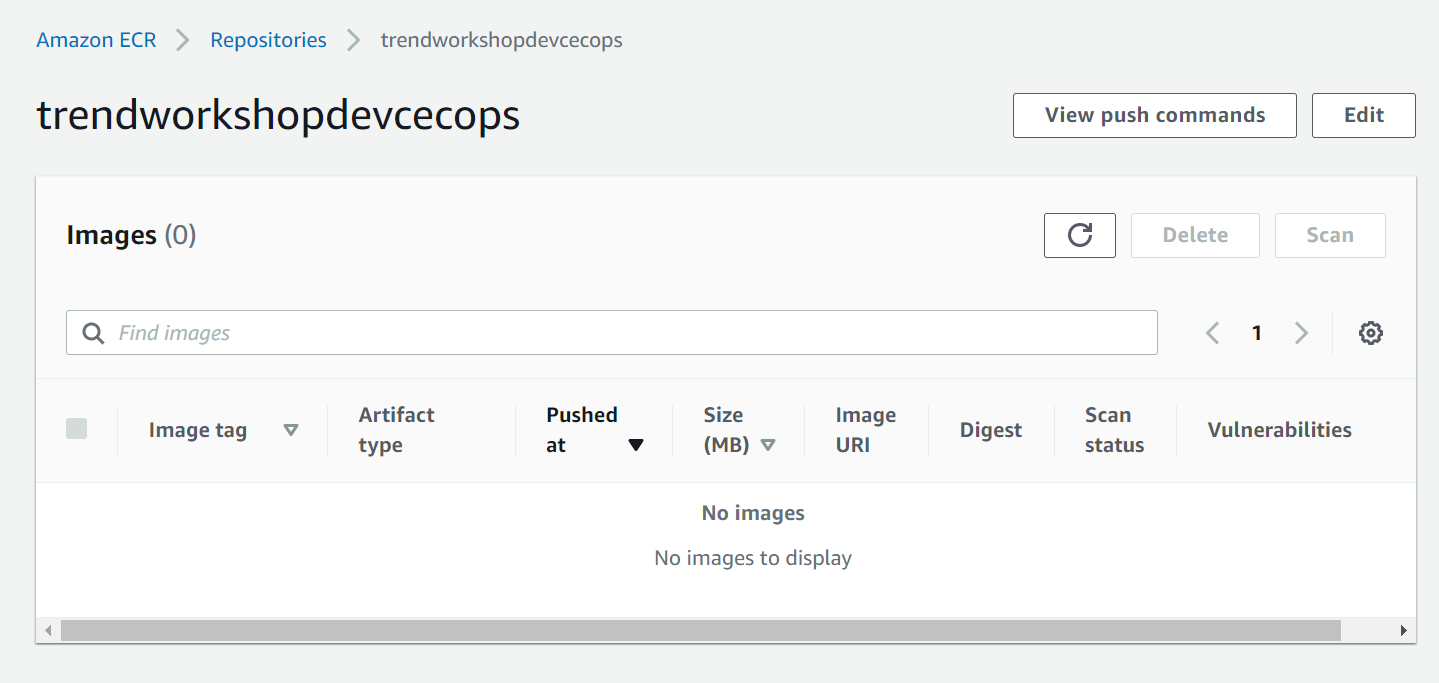 Amazon ECR Repositories trendworkshopdevcecops
trendworkshopdevcecops
View push commands
Edit
Images (0)
Delete
Scan
Find images
1
Image tag
Artifact
type
Pushed
at
Size
(MB)
Image
URI
Digest
Scan
status
Vulnerabilities
No images
No images to display